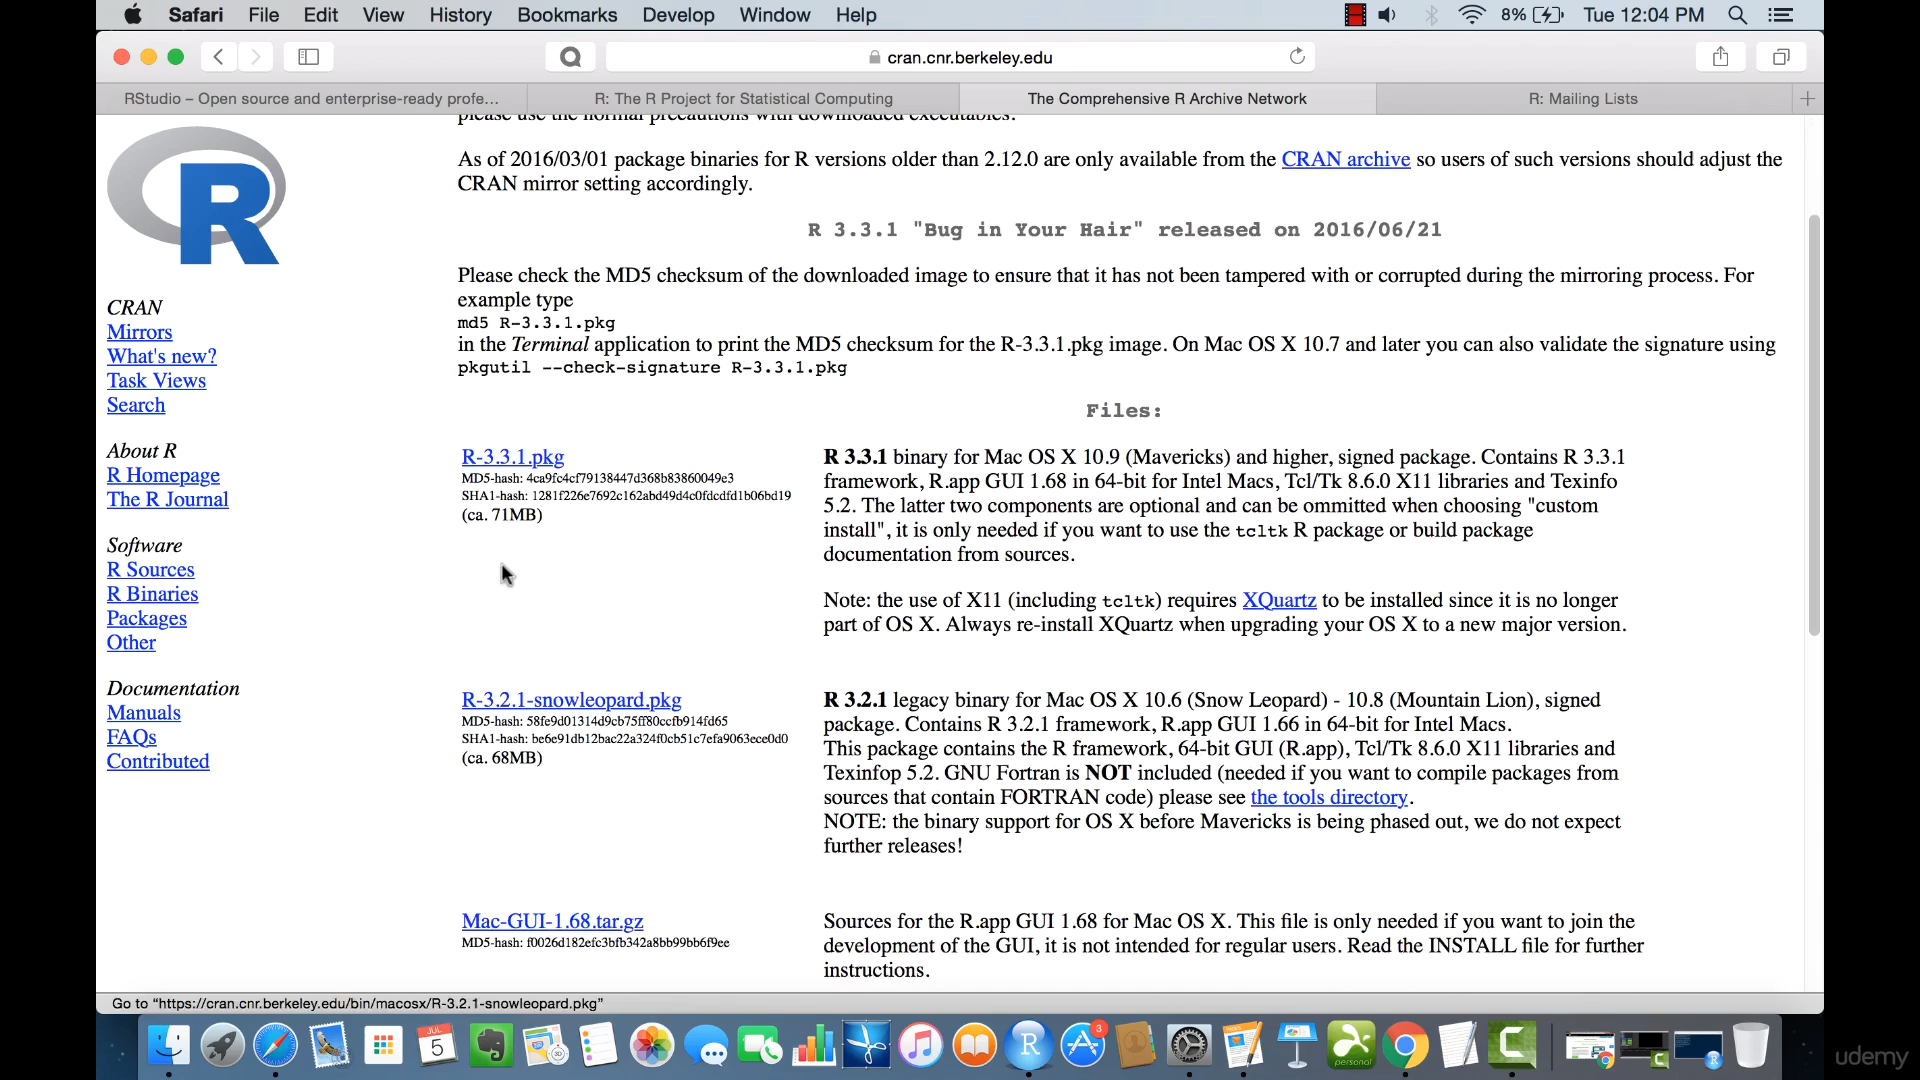 Safari File Edit View History Bookmarks Develop Window Help 8% Tue 12:04 PM
cran.cnr.berkeley.edu
RStudio – Open source and enterprise-ready profe... R: The R Project for Statistical Computing The Comprehensive R Archive Network R: Mailing Lists
please use the normal precautions with downloaded executables.
As of 2016/03/01 package binaries for R versions older than 2.12.0 are only available from the CRAN archive so users of such versions should adjust the
CRAN mirror setting accordingly.
R 3.3.1 "Bug in Your Hair" released on 2016/06/21
Please check the MD5 checksum of the downloaded image to ensure that it has not been tampered with or corrupted during the mirroring process. For
example type
md5 R-3.3.1.pkg
in the Terminal application to print the MD5 checksum for the R-3.3.1.pkg image. On Mac OS X 10.7 and later you can also validate the signature using
pkgutil --check-signature R-3.3.1.pkg
Files:
R
CRAN
Mirrors
What's new?
Task Views
Search
About R
R Homepage
The R Journal
Software
R Sources
R Binaries
Packages
Other
Documentation
Manuals
FAQs
Contributed
R-3.3.1.pkg
MD5-hash: 4ca9fc4cf79138447d368b83860049e3
SHA1-hash: 1281f226e7692c162abd49d4c0fdcdfd1b06bd19
(ca. 71MB)
R 3.3.1 binary for Mac OS X 10.9 (Mavericks) and higher, signed package. Contains R 3.3.1
framework, R.app GUI 1.68 in 64-bit for Intel Macs, Tcl/Tk 8.6.0 X11 libraries and Texinfo
5.2. The latter two components are optional and can be ommitted when choosing "custom
install", it is only needed if you want to use the tcltk R package or build package
documentation from sources.
Note: the use of X11 (including tcltk) requires XQuartz to be installed since it is no longer
part of OS X. Always re-install XQuartz when upgrading your OS X to a new major version.
R-3.2.1-snowleopard.pkg
MD5-hash: 58fe9d01314d9cb75ff80ccfb914fd65
SHA1-hash: be6e91db12bac22a324f0cb51c7efa9063ece0d0
(ca. 68MB)
R 3.2.1 legacy binary for Mac OS X 10.6 (Snow Leopard) - 10.8 (Mountain Lion), signed
package. Contains R 3.2.1 framework, R.app GUI 1.66 in 64-bit for Intel Macs.
This package contains the R framework, 64-bit GUI (R.app), Tcl/Tk 8.6.0 X11 libraries and
Texinfop 5.2. GNU Fortran is NOT included (needed if you want to compile packages from
sources that contain FORTRAN code) please see the tools directory.
NOTE: the binary support for OS X before Mavericks is being phased out, we do not expect
further releases!
Mac-GUI-1.68.tar.gz
MD5-hash: f0026d182efc3bfb342a8bb99bb6f9ee
Sources for the R.app GUI 1.68 for Mac OS X. This file is only needed if you want to join the
development of the GUI, it is not intended for regular users. Read the INSTALL file for further
instructions.
Go to “https://cran.cnr.berkeley.edu/bin/macosx/R-3.2.1-snowleopard.pkg”
JUL
5
3D
R
3
personal
udemy